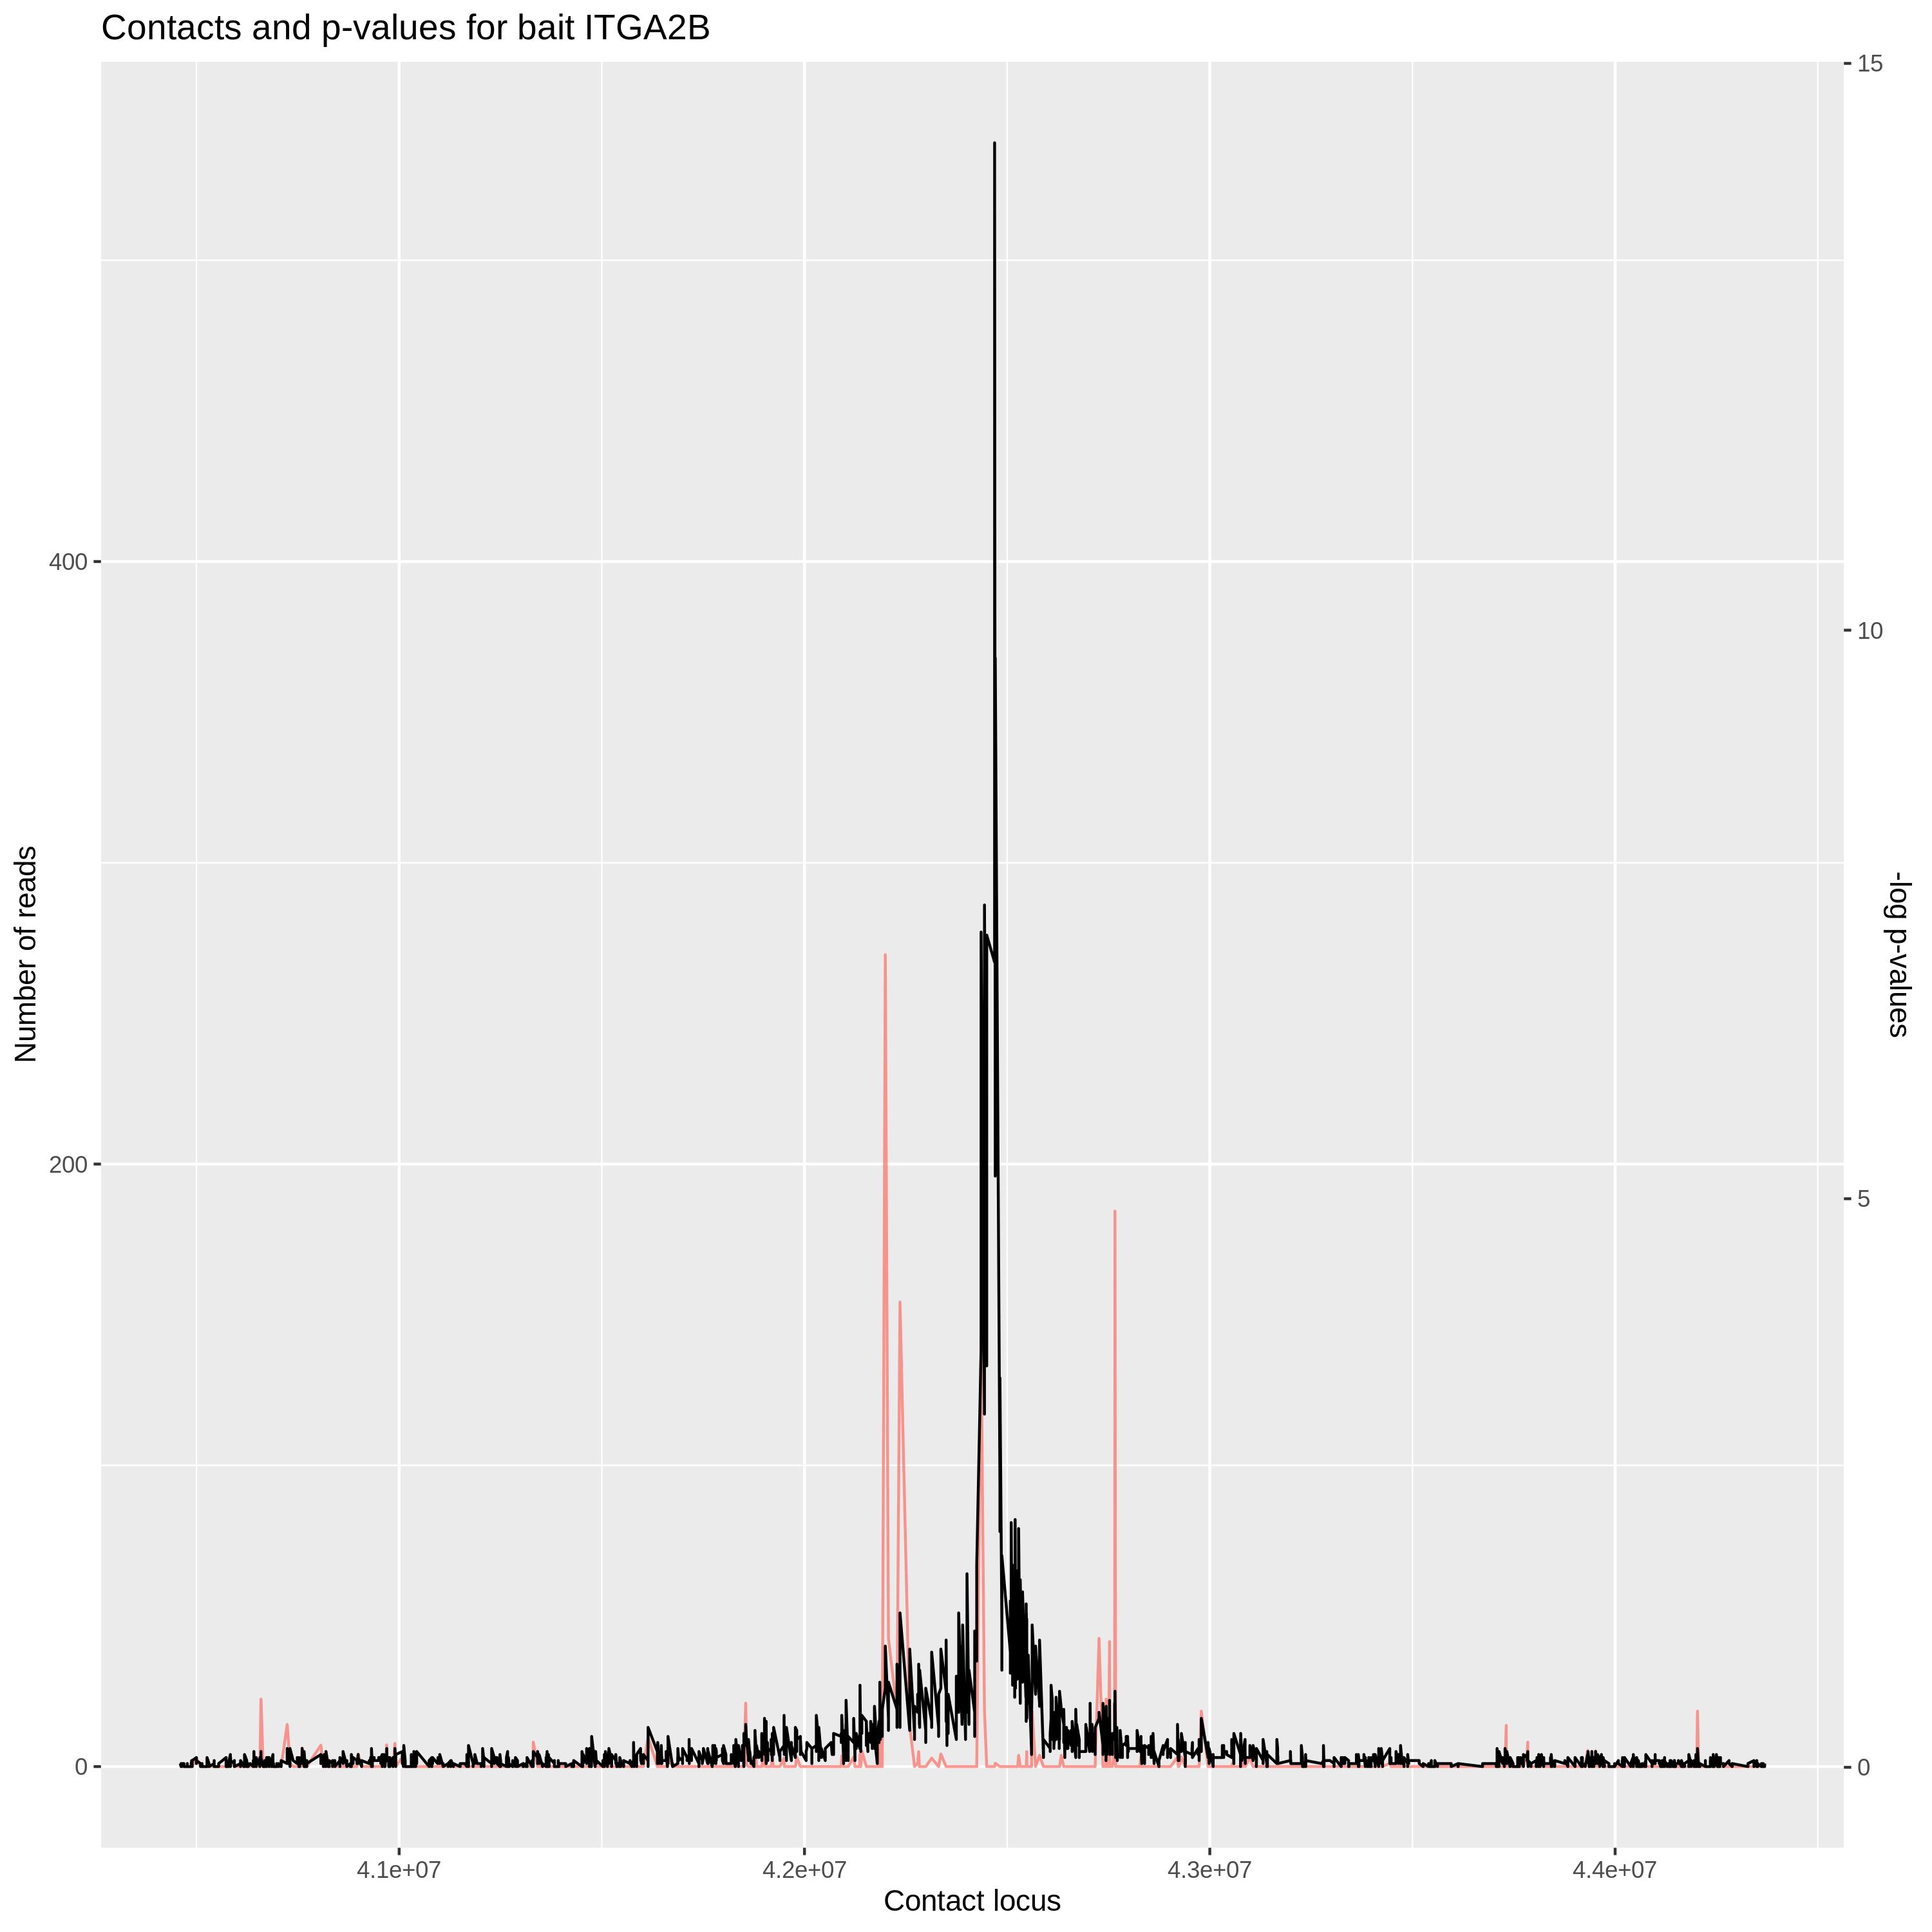 Contacts and p-values for bait ITGA2B
15
400
10
Number of reads
-log p-values
200
5
0
0
4.1e+07
4.2e+07
4.3e+07
4.4e+07
Contact locus